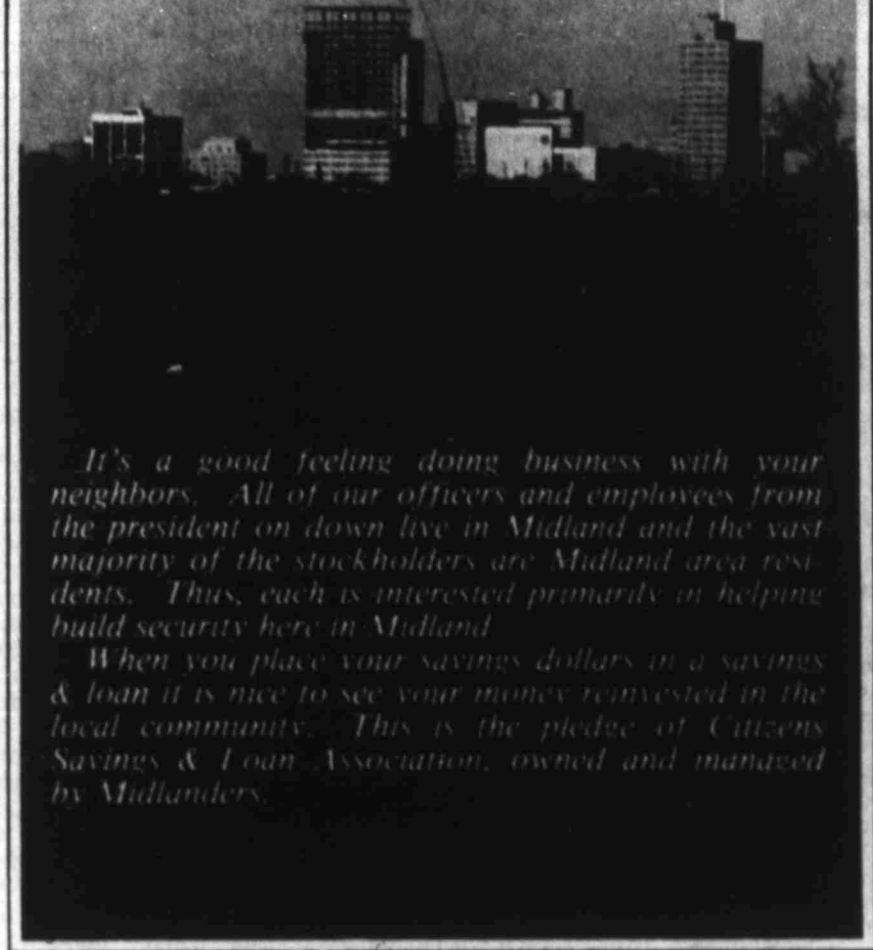 It's a good feeling doing business with your
neighbors. All of our officers and employees from
the president on down live in Midland and the vast
majority of the stockholders are Midland area resi-
dents. Thus, each is interested primarily in helping
build security here in Midland
When you place your savings dollars in a savings
& loan it is nice to see your money reinvested in the
local community. This is the pledge of Citizens
Savings & Loan Association, owned and managed
by Midlanders.